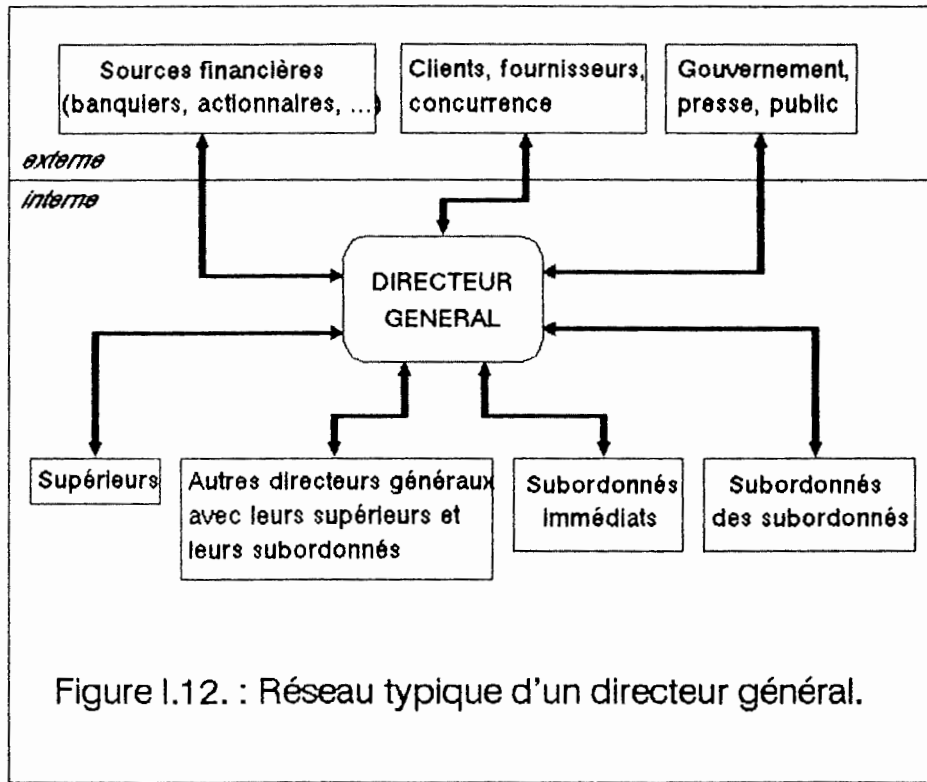 Sources financières
(banquiers, actionnaires, ...)
Clients, fournisseurs,
concurrence
Gouvernement,
presse, public
externe
interne
DIRECTEUR
GENERAL
Supérieurs
Autres directeurs généraux
avec leurs supérieurs et
leurs subordonnés
Subordonnés
immédiats
Subordonnés
des subordonnés
Figure I.12. : Réseau typique d'un directeur général.